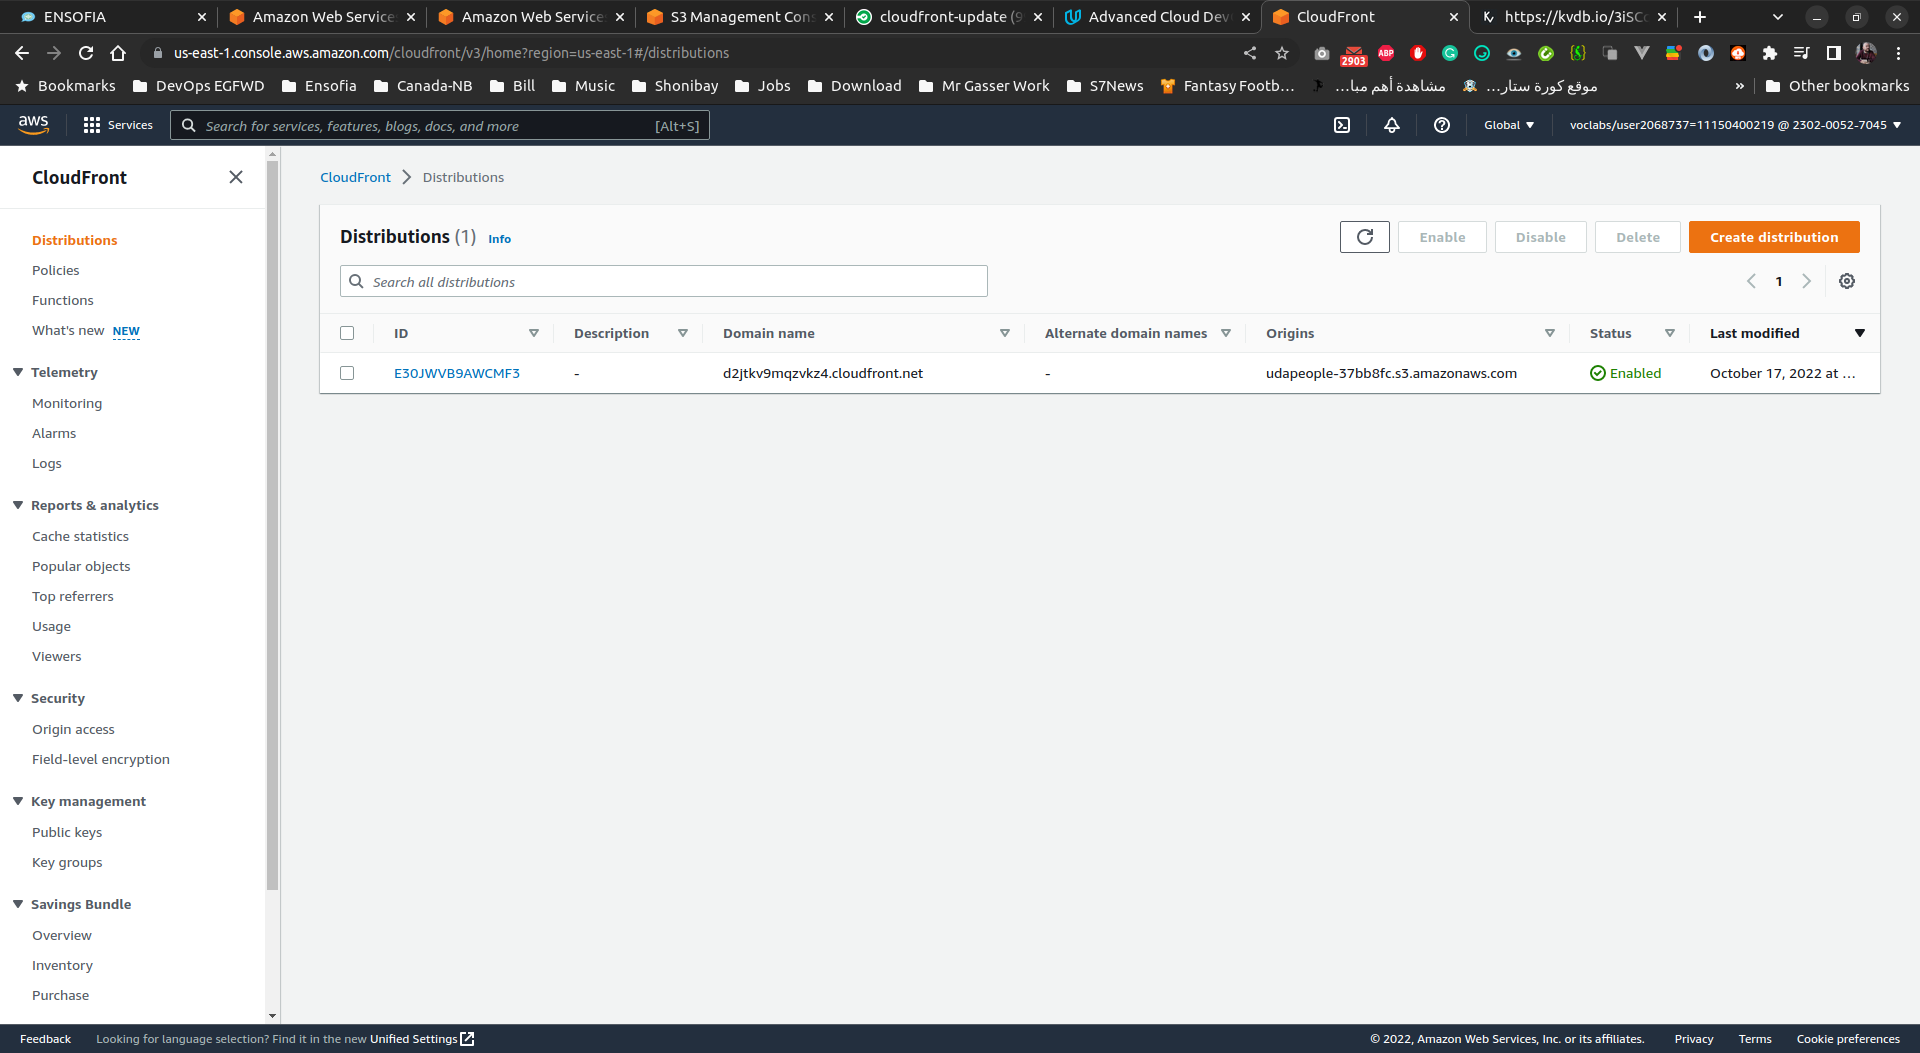 ENSOFIA
Amazon Web Service
Amazon Web Service
S3 Management Con
cloudfront-update (9
Advanced Cloud Dev
CloudFront
https://kvdb.io/3iSC
us-east-1.console.aws.amazon.com/cloudfront/v3/home?region=us-east-1#/distributions
2903
ABP
Bookmarks
DevOps EGFWD
Ensofia
Canada-NB
Bill
Music
Shonibay
Jobs
Download
Mr Gasser Work
S7News
Fantasy Footb...
مشاهدة أهم مبا...
موقع كورة ستار...
»
Other bookmarks
aws
Services
Search for services, features, blogs, docs, and more
[Alt+S]
Global
voclabs/user2068737=11150400219 @ 2302-0052-7045
CloudFront
Distributions
Policies
Functions
What's new NEW
Telemetry
Monitoring
Alarms
Logs
Reports & analytics
Cache statistics
Popular objects
Top referrers
Usage
Viewers
Security
Origin access
Field-level encryption
Key management
Public keys
Key groups
Savings Bundle
Overview
Inventory
Purchase
CloudFront
Distributions
Distributions (1) Info
Enable
Disable
Delete
Create distribution
Search all distributions
1
ID Description Domain name Alternate domain names Origins Status Last modified
E30JWVB9AWCMF3 - d2jtkv9mqzvkz4.cloudfront.net - udapeople-37bb8fc.s3.amazonaws.com Enabled October 17, 2022 at ...
Feedback
Looking for language selection? Find it in the new Unified Settings
© 2022, Amazon Web Services, Inc. or its affiliates.
Privacy
Terms
Cookie preferences